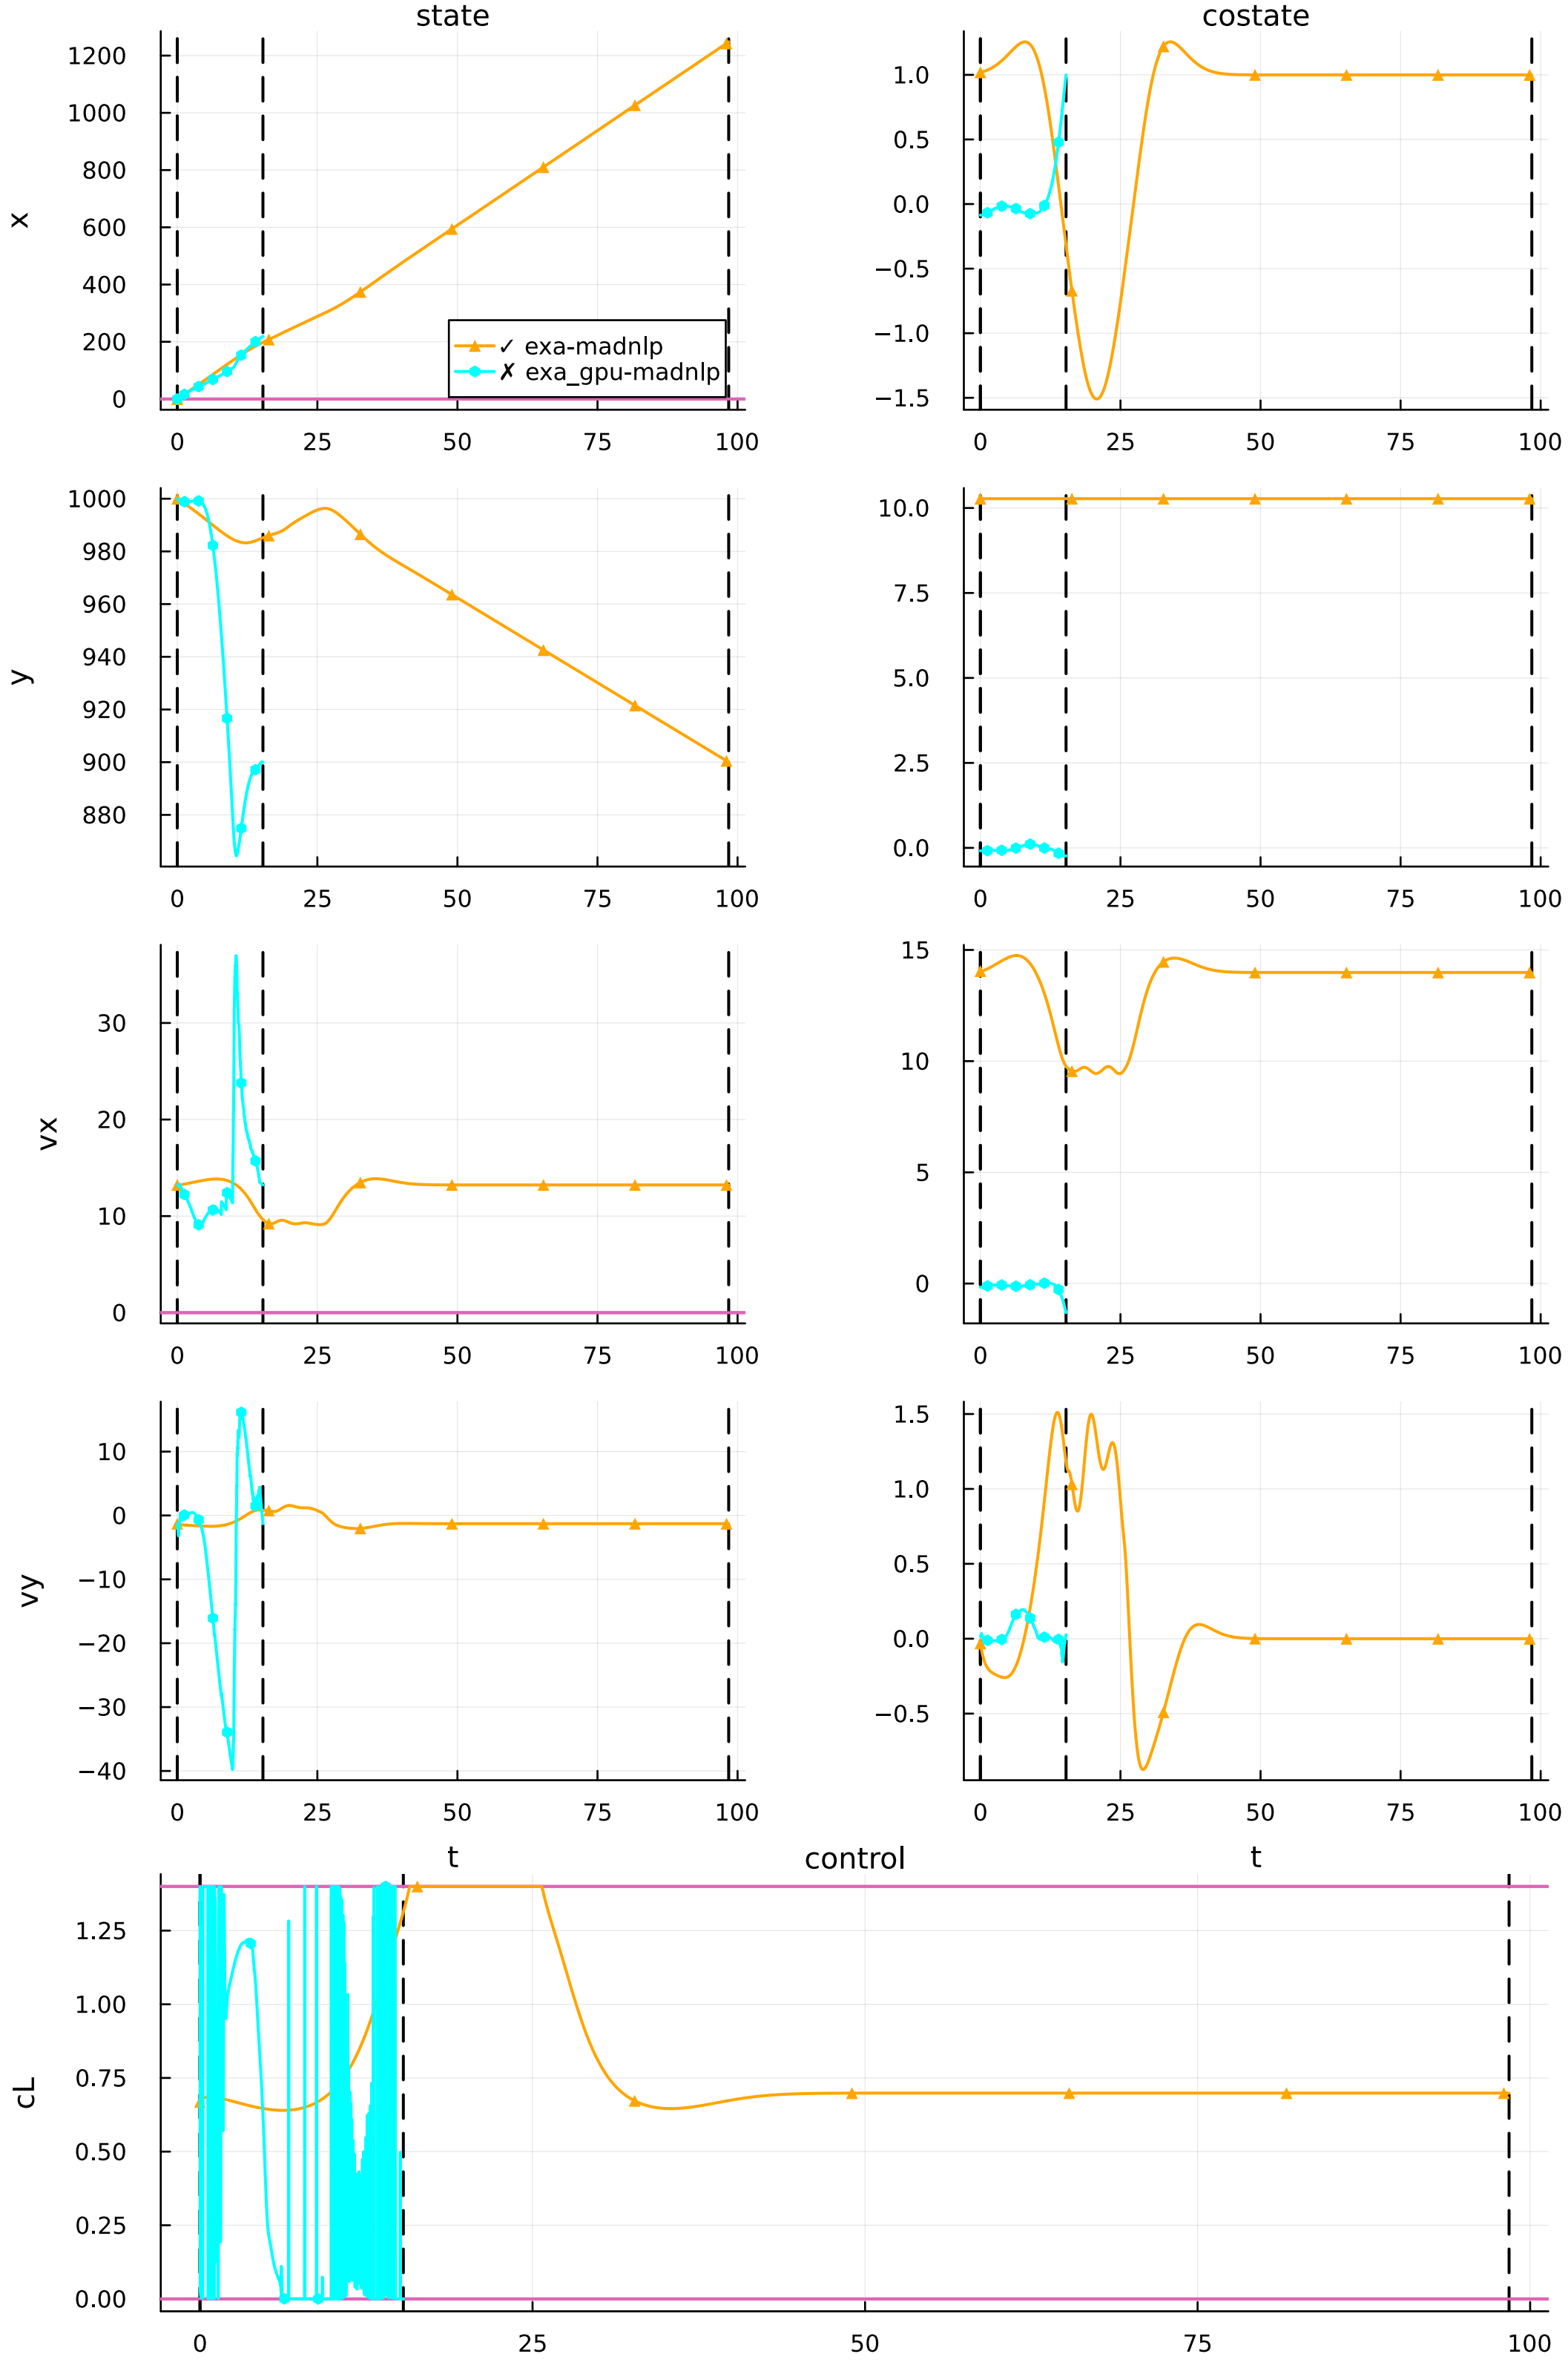 state
costate
x
1200
1000
800
600
400
200
0
✓ exa-madnlp
✗ exa_gpu-madnlp
0 25 50 75 100
1.0
0.5
0.0
−0.5
−1.0
−1.5
0 25 50 75 100
y
1000
980
960
940
920
900
880
0 25 50 75 100
10.0
7.5
5.0
2.5
0.0
0 25 50 75 100
vx
30
20
10
0
0 25 50 75 100
15
10
5
0
0 25 50 75 100
vy
10
0
−10
−20
−30
−40
0 25 50 75 100
t
1.5
1.0
0.5
0.0
−0.5
0 25 50 75 100
t
control
cL
1.25
1.00
0.75
0.50
0.25
0.00
0 25 50 75 100